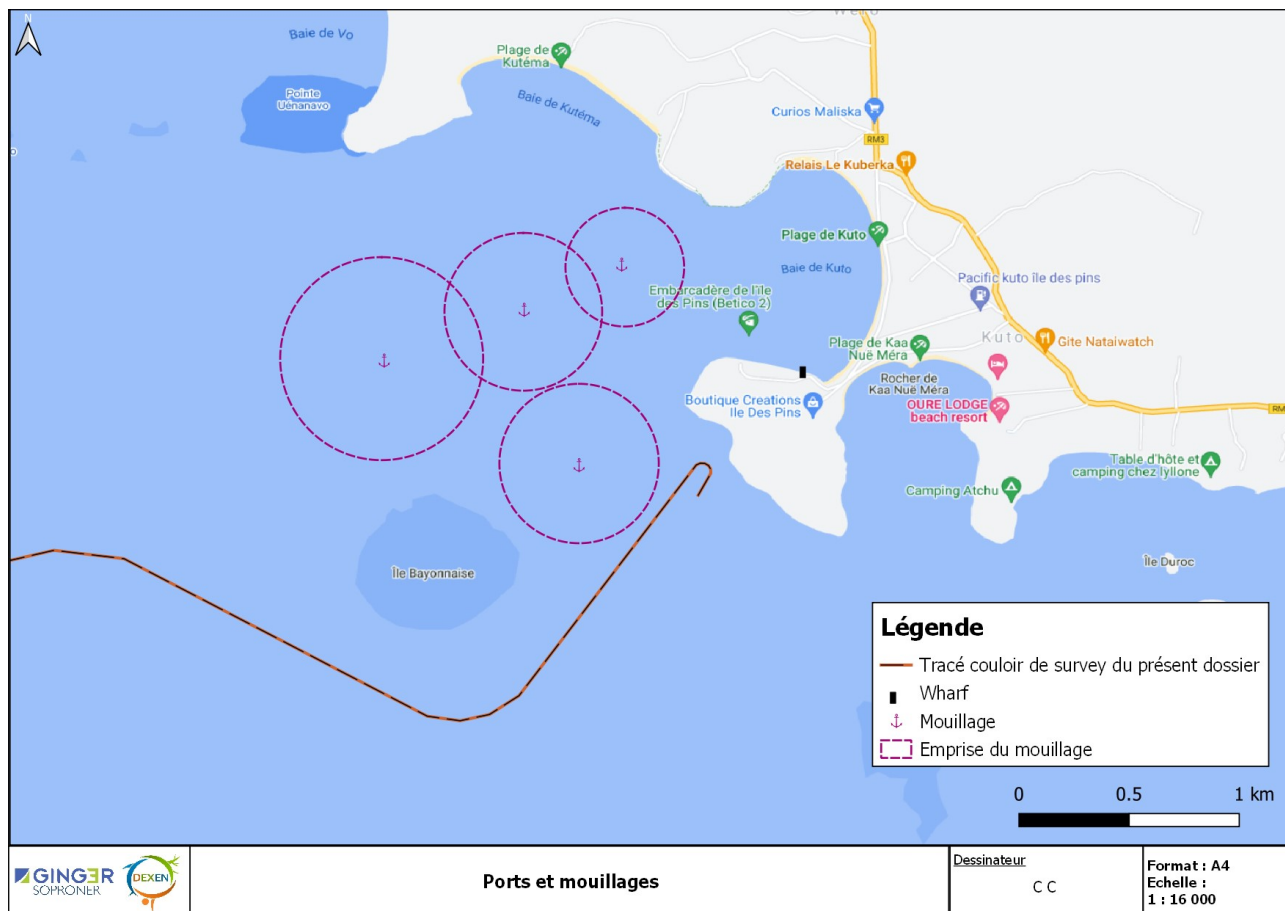 N
Baie de Vo
Plage de
Kutéma
Pointe
Uénanavo
Baie de Kutéma
Curios Maliska
RM3
Relais Le Kuberka
Plage de Kuto
Baie de Kuto
Pacific kuto île des pins
Embarcadère de l'île
des Pins (Betico 2)
Kuto
Gite Nataiwatch
Plage de Kaa
Nuë Méra
Rocher de
Kaa Nuë Méra
Boutique Creations
Ile Des Pins
OURE LODGE
beach resort
RM
Table d'hôte et
camping chez lyllone
Camping Atchu
Île Bayonnaise
Île Duroc
Légende
Tracé couloir de survey du présent dossier
Wharf
Mouillage
Emprise du mouillage
0 0.5 1 km
GINGER
SOPRONER
DEXEN
Ports et mouillages
Dessinateur
C C
Format : A4
Echelle :
1 : 16 000